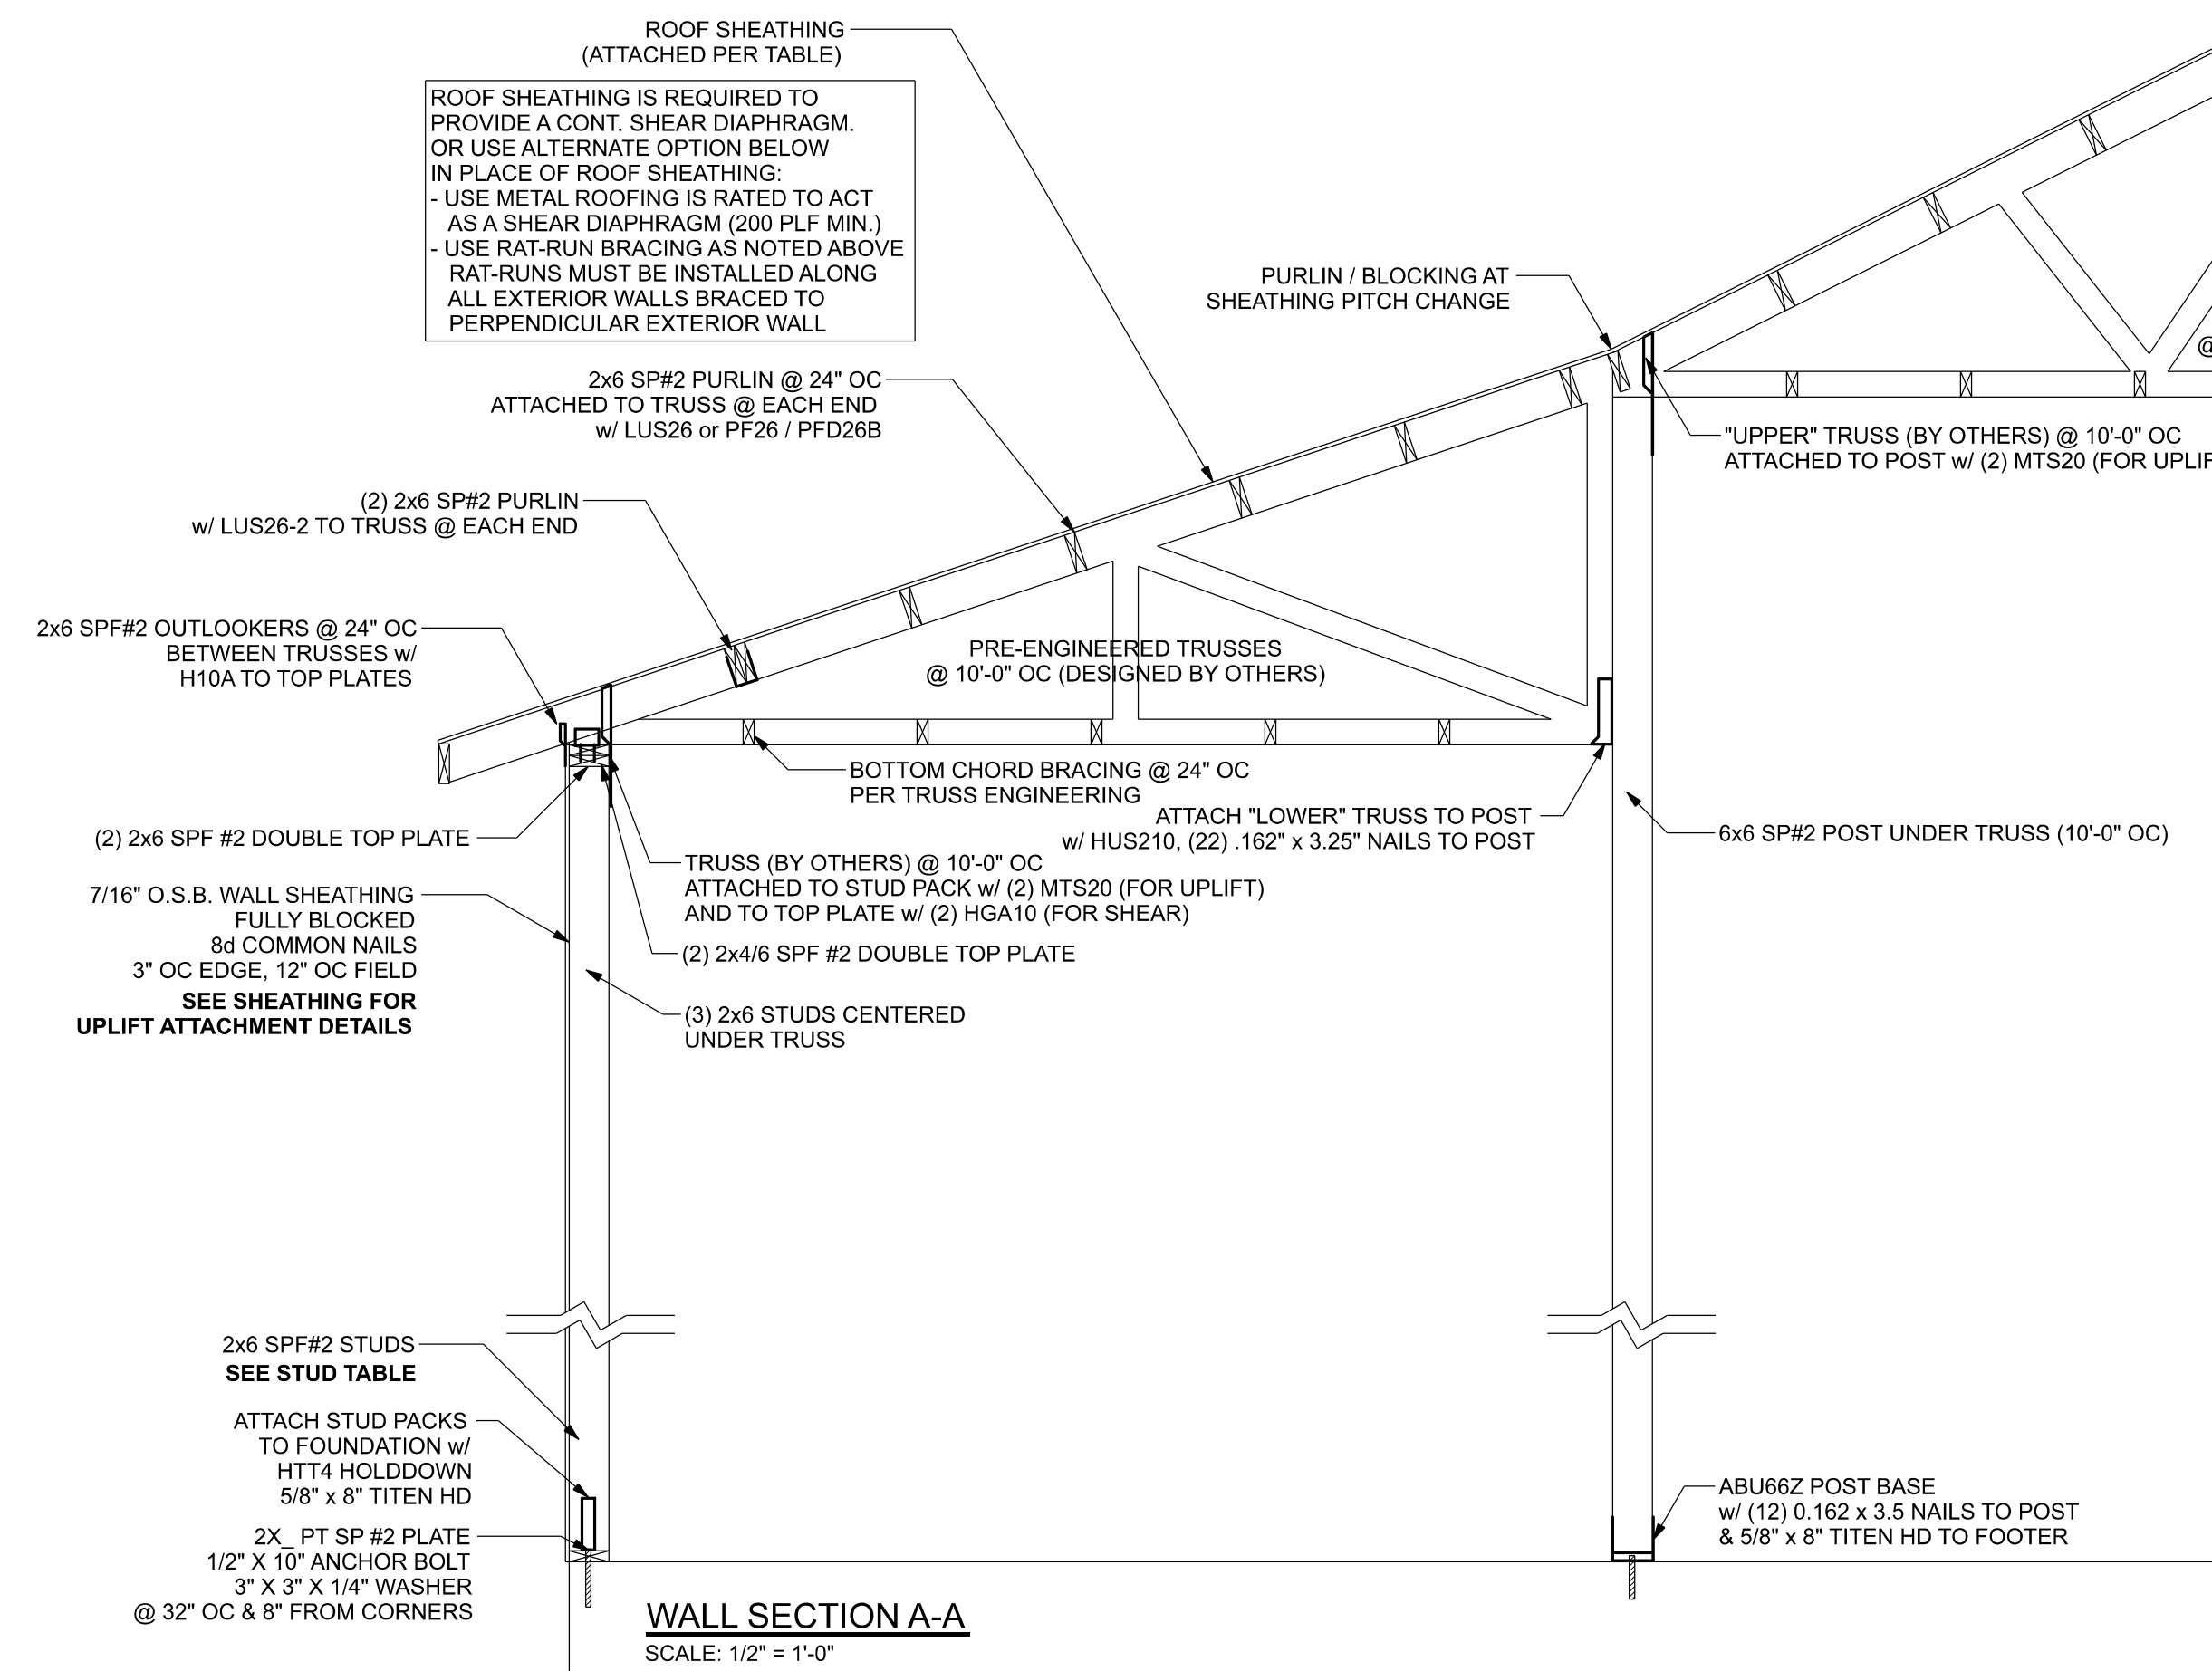 ROOF SHEATHING
(ATTACHED PER TABLE)
ROOF SHEATHING IS REQUIRED TO
PROVIDE A CONT. SHEAR DIAPHRAGM.
OR USE ALTERNATE OPTION BELOW
IN PLACE OF ROOF SHEATHING:
- USE METAL ROOFING IS RATED TO ACT
AS A SHEAR DIAPHRAGM (200 PLF MIN.)
- USE RAT-RUN BRACING AS NOTED ABOVE
RAT-RUNS MUST BE INSTALLED ALONG
ALL EXTERIOR WALLS BRACED TO
PERPENDICULAR EXTERIOR WALL
PURLIN / BLOCKING AT
SHEATHING PITCH CHANGE
@
2x6 SP#2 PURLIN @ 24" OC
ATTACHED TO TRUSS @ EACH END
w/ LUS26 or PF26 / PFD26B
"UPPER" TRUSS (BY OTHERS) @ 10'-0" OC
ATTACHED TO POST w/ (2) MTS20 (FOR UPLIF
(2) 2x6 SP#2 PURLIN
w/ LUS26-2 TO TRUSS @ EACH END
2x6 SPF#2 OUTLOOKERS @ 24" OC
BETWEEN TRUSSES w/
H10A TO TOP PLATES
PRE-ENGINEERED TRUSSES
@ 10'-0" OC (DESIGNED BY OTHERS)
BOTTOM CHORD BRACING @ 24" OC
PER TRUSS ENGINEERING
ATTACH "LOWER" TRUSS TO POST
w/ HUS210, (22) .162" x 3.25" NAILS TO POST
6x6 SP#2 POST UNDER TRUSS (10'-0" OC)
(2) 2x6 SPF #2 DOUBLE TOP PLATE
TRUSS (BY OTHERS) @ 10'-0" OC
ATTACHED TO STUD PACK w/ (2) MTS20 (FOR UPLIFT)
AND TO TOP PLATE w/ (2) HGA10 (FOR SHEAR)
7/16" O.S.B. WALL SHEATHING
FULLY BLOCKED
8d COMMON NAILS
3" OC EDGE, 12" OC FIELD
SEE SHEATHING FOR
UPLIFT ATTACHMENT DETAILS
(2) 2x4/6 SPF #2 DOUBLE TOP PLATE
(3) 2x6 STUDS CENTERED
UNDER TRUSS
2x6 SPF#2 STUDS
SEE STUD TABLE
ATTACH STUD PACKS
TO FOUNDATION w/
HTT4 HOLDDOWN
5/8" x 8" TITEN HD
2X_ PT SP #2 PLATE
1/2" X 10" ANCHOR BOLT
3" X 3" X 1/4" WASHER
@ 32" OC & 8" FROM CORNERS
ABU66Z POST BASE
w/ (12) 0.162 x 3.5 NAILS TO POST
& 5/8" x 8" TITEN HD TO FOOTER
WALL SECTION A-A
SCALE: 1/2" = 1'-0"